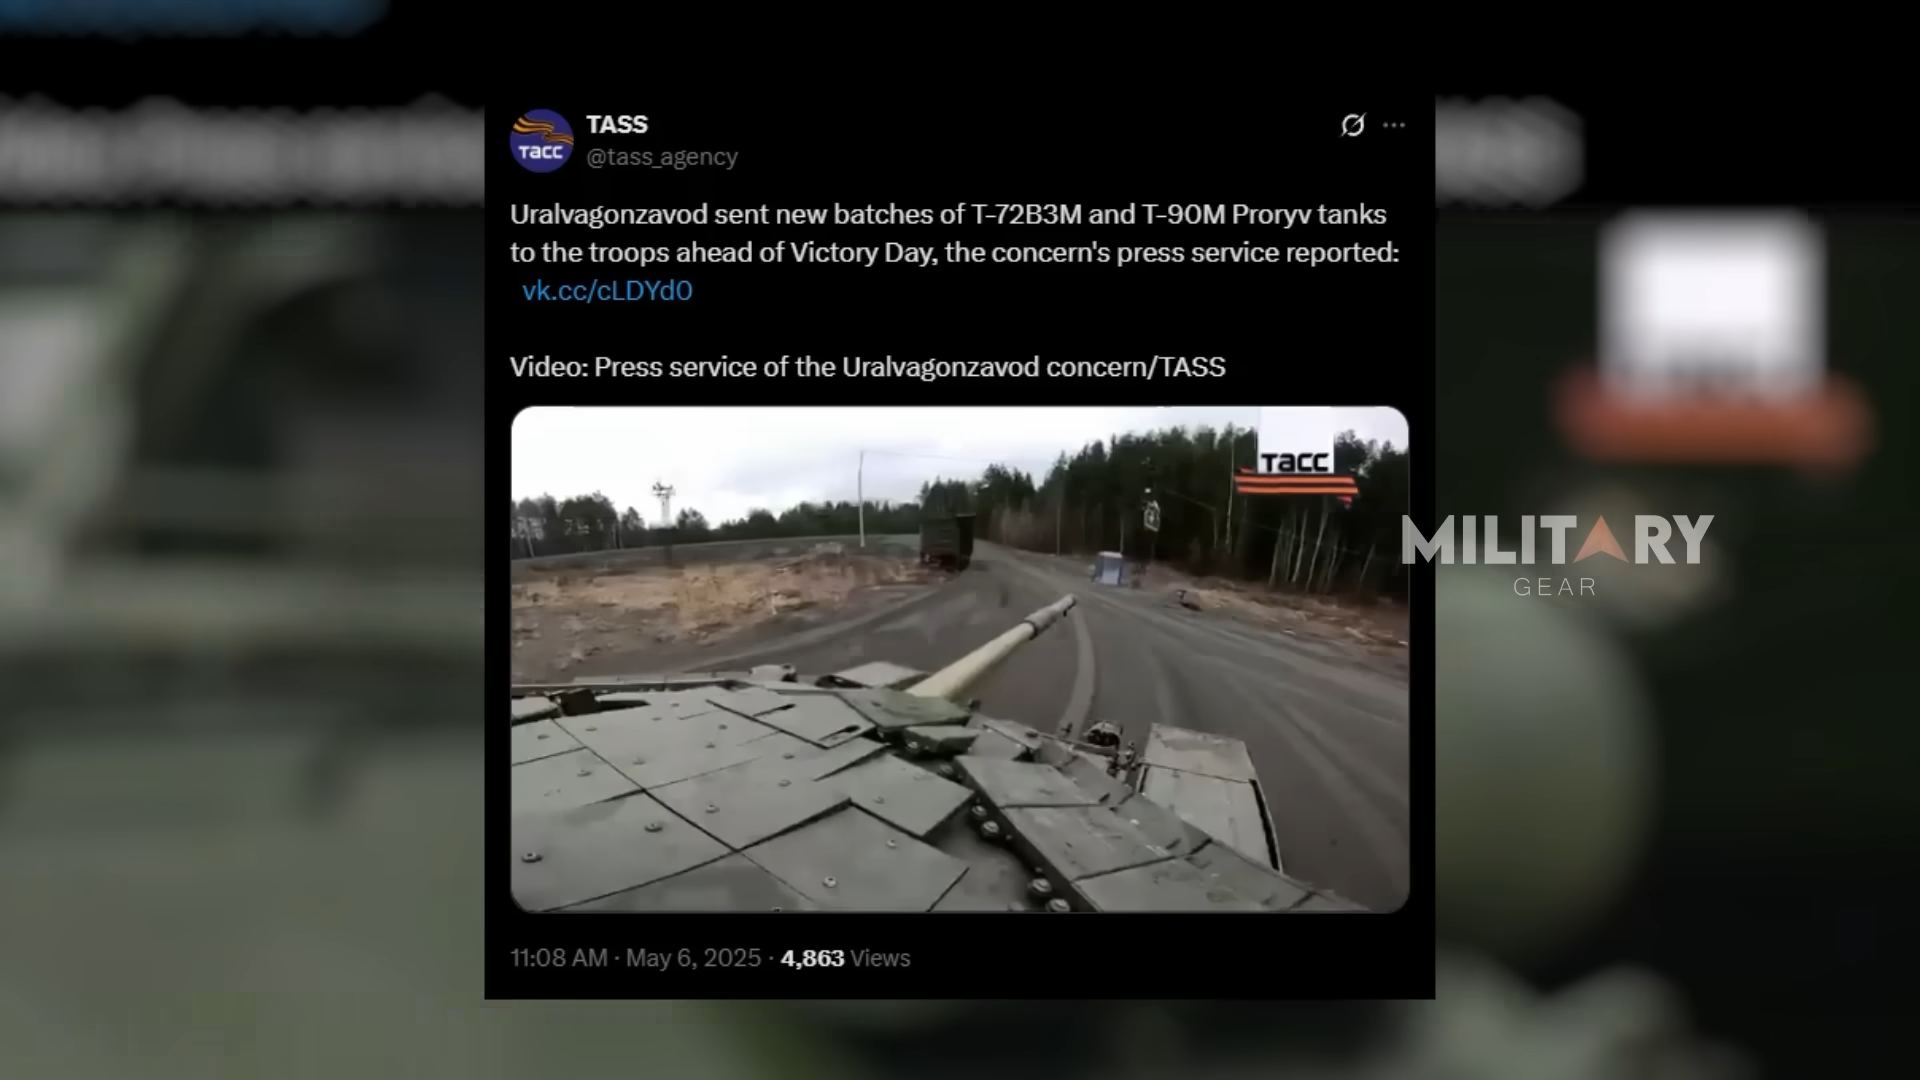 TASS
@tass_agency
тасс
Uralvagonzavod sent new batches of T-72B3M and T-90M Proryv tanks
to the troops ahead of Victory Day, the concern's press service reported:
vk.cc/cLDYd0
Video: Press service of the Uralvagonzavod concern/TASS
тасс
MILITARY
GEAR
11:08 AM · May 6, 2025 · 4,863 Views